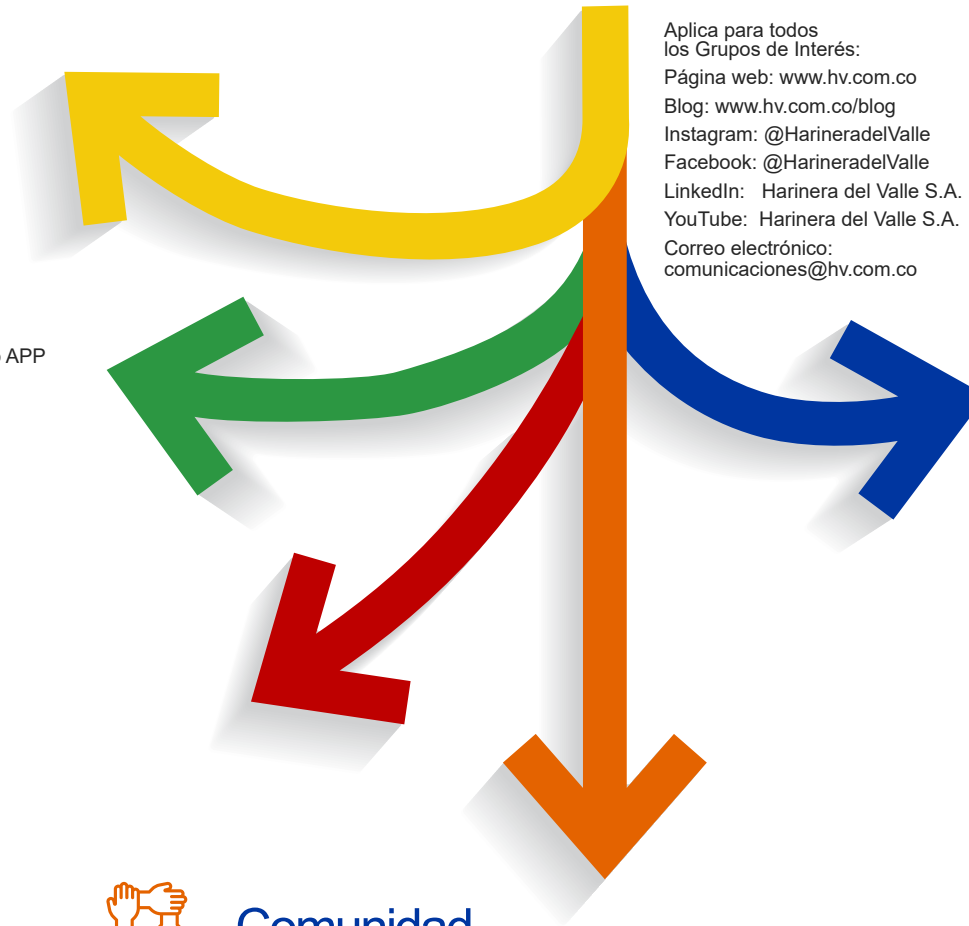 Aplica para todos
los Grupos de Interés:
Página web: www.hv.com.co
Blog: www.hv.com.co/blog
Instagram: @HarineradelValle
Facebook: @HarineradelValle
LinkedIn: Harinera del Valle S.A.
YouTube: Harinera del Valle S.A.
Correo electrónico:
comunicaciones@hv.com.co
APP
Comunidad